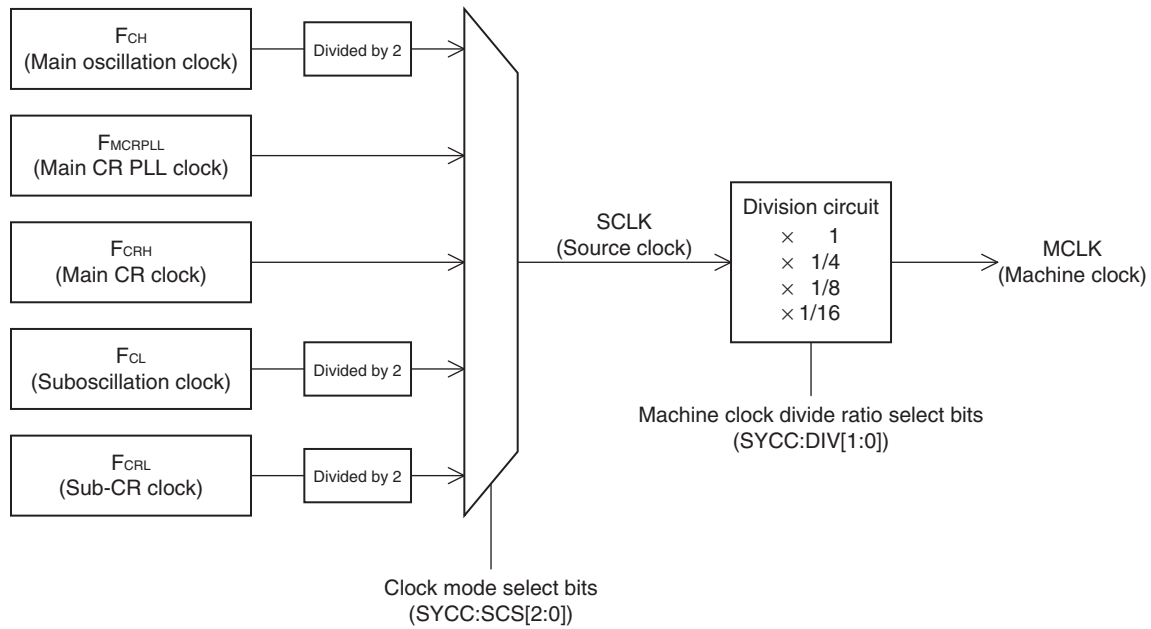 FCH
(Main oscillation clock)
Divided by 2
FMCRPLL
(Main CR PLL clock)
FCRH
(Main CR clock)
FCL
(Suboscillation clock)
Divided by 2
FCRL
(Sub-CR clock)
Divided by 2
Clock mode select bits
(SYCC:SCS[2:0])
SCLK
(Source clock)
Division circuit
× 1
× 1/4
× 1/8
× 1/16
Machine clock divide ratio select bits
(SYCC:DIV[1:0])
MCLK
(Machine clock)